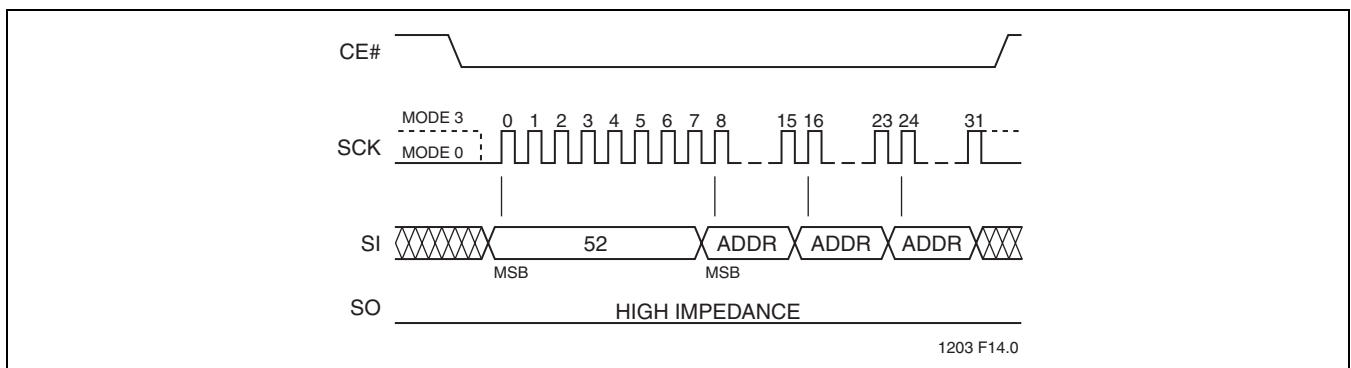 CE#
MODE 3
0 1 2 3 4 5 6 7 8 15 16 23 24 31
SCK
MODE 0
SI
52 ADDR ADDR ADDR
MSB MSB
SO
HIGH IMPEDANCE
1203 F14.0